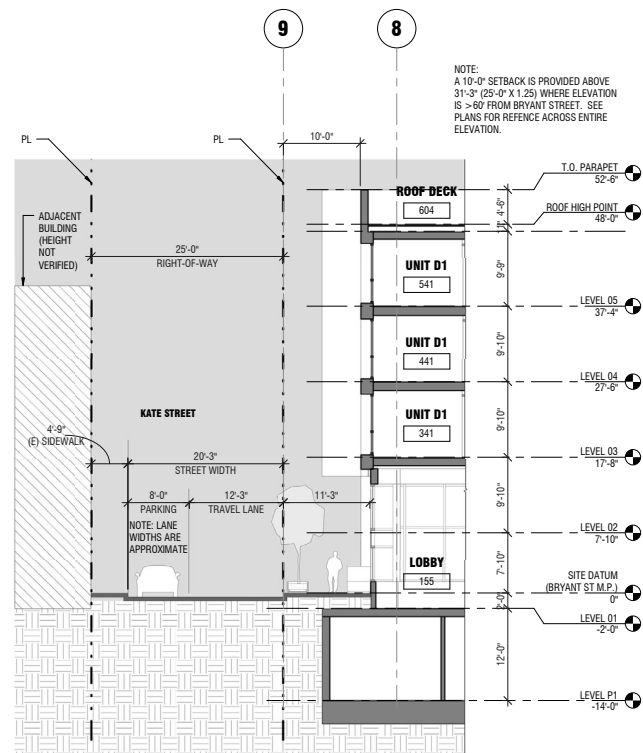 9
8
NOTE:
A 10'-0" SETBACK IS PROVIDED ABOVE
31'-3" (25'-0" X 1.25) WHERE ELEVATION
IS >60' FROM BRYANT STREET. SEE
PLANS FOR REFENCE ACROSS ENTIRE
ELEVATION.
PL
PL
10'-0"
T.O. PARAPET
52'-6"
ROOF DECK
604
4'-6"
ROOF HIGH POINT
48'-0"
ADJACENT
BUILDING
(HEIGHT
NOT
VERIFIED)
25'-0"
RIGHT-OF-WAY
UNIT D1
541
9'-9"
LEVEL 05
37'-4"
UNIT D1
441
9'-10"
LEVEL 04
27'-6"
KATE STREET
UNIT D1
341
9'-10"
4'-9"
(E) SIDEWALK
20'-3"
STREET WIDTH
LEVEL 03
17'-8"
8'-0"
PARKING
12'-3"
TRAVEL LANE
11'-3"
9'-10"
NOTE: LANE
WIDTHS ARE
APPROXIMATE
LEVEL 02
7'-10"
LOBBY
155
7'-10"
SITE DATUM
(BRYANT ST M.P.)
0"
2'-0"
LEVEL 01
-2'-0"
12'-0"
LEVEL P1
-14'-0"